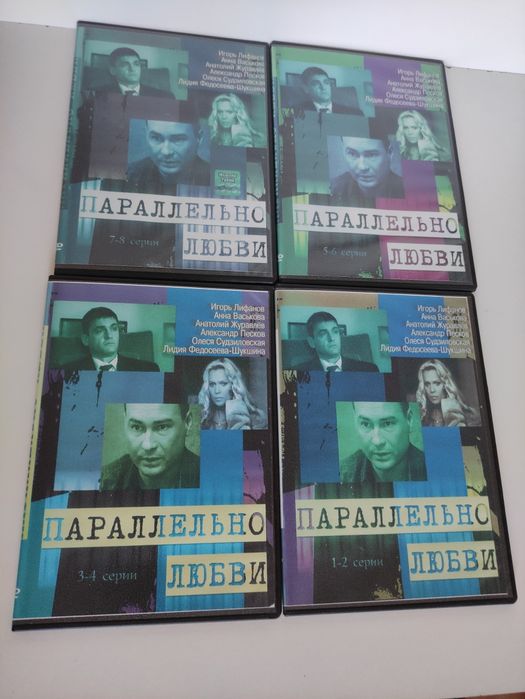 Игорь Лифанов
Анна Васькова
Анатолий Журавлёв
Александр Песков
Олеся Судзиловская
Лидия Федосеева-Шукшина
ПАРАЛЛЕЛЬНО
7-8 серии
ЛЮБВИ
Игорь Лифанов
Анна Васькова
Анатолий Журавлёв
Александр Песков
Олеся Судзиловская
Лидия Федосеева-Шукшина
ПАРАЛЛЕЛЬНО
5-6 серии
ЛЮБВИ
Игорь Лифанов
Анна Васькова
Анатолий Журавлёв
Александр Песков
Олеся Судзиловская
Лидия Федосеева-Шукшина
ПАРАЛЛЕЛЬНО
3-4 серии
ЛЮБВИ
Игорь Лифанов
Анна Васькова
Анатолий Журавлёв
Александр Песков
Олеся Судзиловская
Лидия Федосеева-Шукшина
ПАРАЛЛЕЛЬНО
1-2 серии
ЛЮБВИ